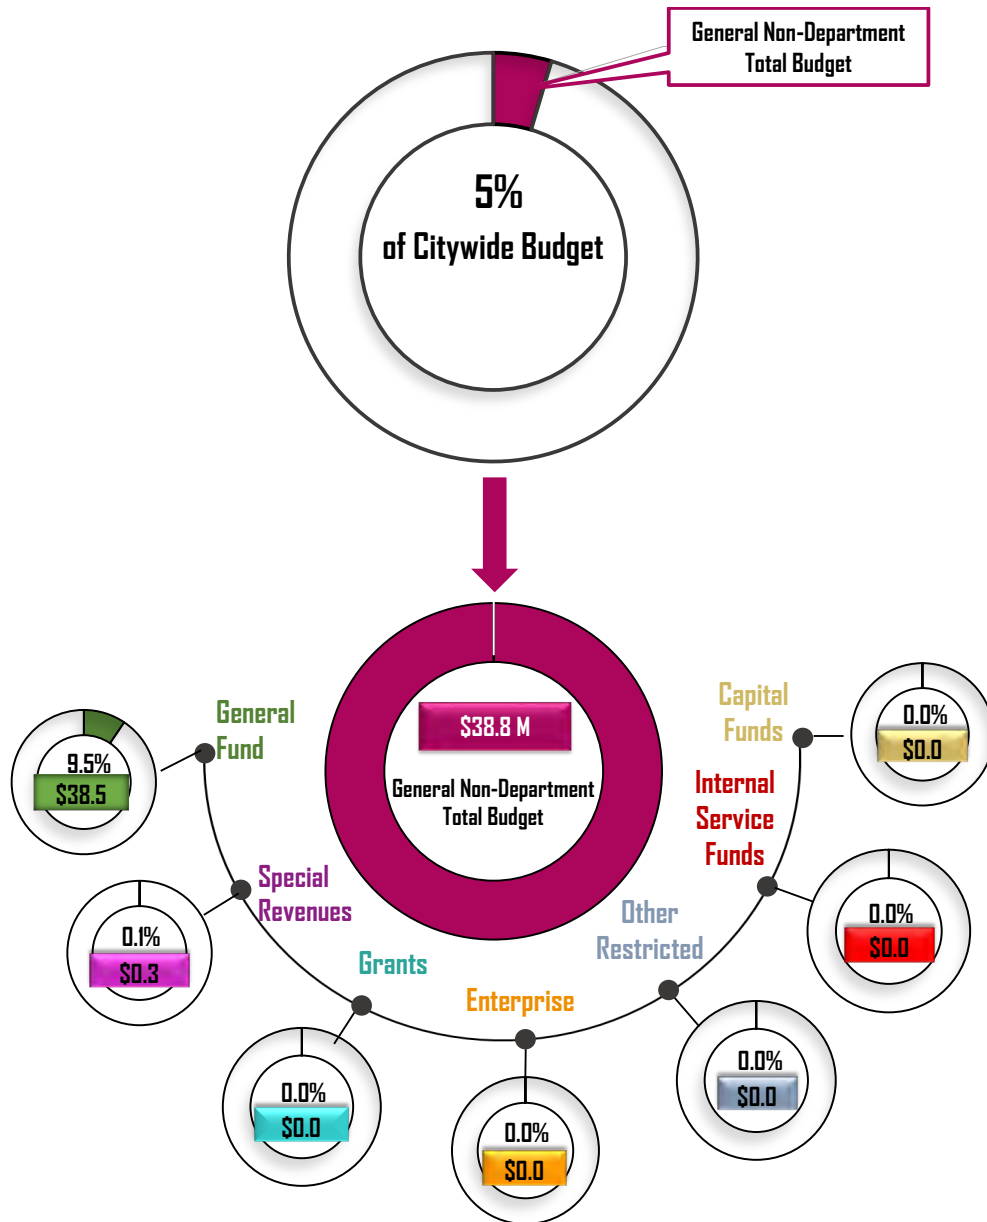 General Non-Department
Total Budget
5%
of Citywide Budget
$38.8 M
General Non-Department
Total Budget
General
Fund
9.5%
$38.5
Special
Revenues
0.1%
$0.3
Grants
0.0%
$0.0
Enterprise
0.0%
$0.0
Other
Restricted
0.0%
$0.0
Internal
Service
Funds
0.0%
$0.0
Capital
Funds
0.0%
$0.0